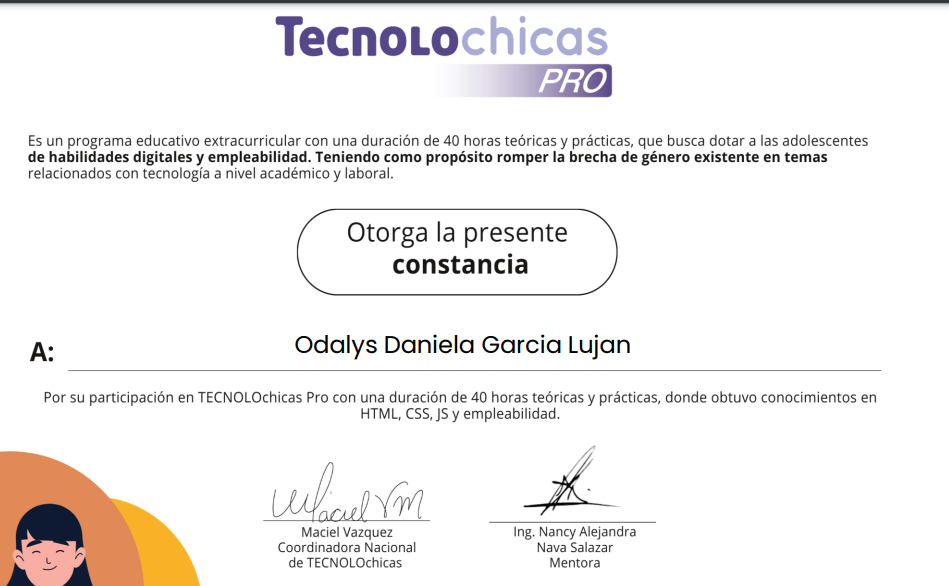 TecnoLochicas
PRO
Es un programa educativo extracurricular con una duración de 40 horas teóricas y prácticas, que busca dotar a las adolescentes
de habilidades digitales y empleabilidad. Teniendo como propósito romper la brecha de género existente en temas
relacionados con tecnología a nivel académico y laboral.
Otorga la presente
constancia
A:
Odalys Daniela Garcia Lujan
Por su participación en TECNOLOchicas Pro con una duración de 40 horas teóricas y prácticas, donde obtuvo conocimientos en
HTML, CSS, JS y empleabilidad.
Maciel VM
Maciel Vazquez
Coordinadora Nacional
de TECNOLOchicas
Ing. Nancy Alejandra
Nava Salazar
Mentora